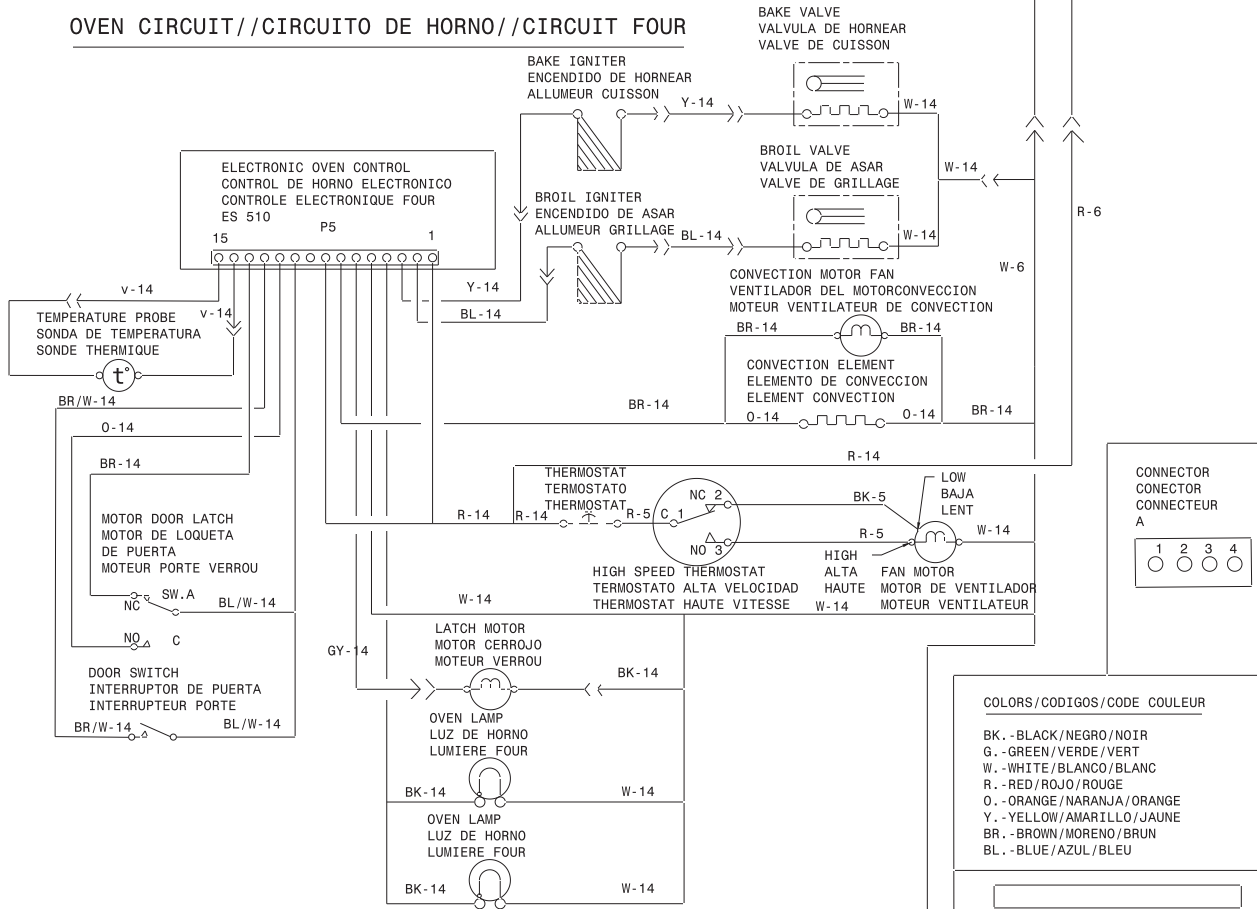 OVEN CIRCUIT//CIRCUITO DE HORNO//CIRCUIT FOUR
BAKE VALVE
VALVULA DE HORNEAR
VALVE DE CUISSON
BAKE IGNITER
ENCENDIDO DE HORNEAR
ALLUMEUR CUISSON
Y-14
W-14
BROIL VALVE
VALVULA DE ASAR
VALVE DE GRILLAGE
W-14
ELECTRONIC OVEN CONTROL
CONTROL DE HORNO ELECTRONICO
CONTROLE ELECTRONIQUE FOUR
ES 510
P5
15
1
BROIL IGNITER
ENCENDIDO DE ASAR
ALLUMEUR GRILLAGE
BL-14
W-14
R-6
W-6
CONVECTION MOTOR FAN
VENTILADOR DEL MOTORCONVECCION
MOTEUR VENTILATEUR DE CONVECTION
v-14
Y-14
v-14
BL-14
TEMPERATURE PROBE
SONDA DE TEMPERATURA
SONDE THERMIQUE
t°
BR-14
BR-14
CONVECTION ELEMENT
ELEMENTO DE CONVECCION
ELEMENT CONVECTION
BR/W-14
BR-14
O-14
O-14
BR-14
O-14
BR-14
R-14
THERMOSTAT
TERMOSTATO
THERMOSTAT
LOW
BAJA
LENT
NC 2
BK-5
R-14
R-14
R-5
C 1
R-5
W-14
NO 3
HIGH
ALTA
HAUTE
HIGH SPEED THERMOSTAT
TERMOSTATO ALTA VELOCIDAD
THERMOSTAT HAUTE VITESSE
FAN MOTOR
MOTOR DE VENTILADOR
MOTEUR VENTILATEUR
CONNECTOR
CONECTOR
CONNECTEUR
A
1 2 3 4
MOTOR DOOR LATCH
MOTOR DE LOQUETA
DE PUERTA
MOTEUR PORTE VERROU
SW.A
NC
BL/W-14
W-14
W-14
NO
C
GY-14
LATCH MOTOR
MOTOR CERROJO
MOTEUR VERROU
BK-14
DOOR SWITCH
INTERRUPTOR DE PUERTA
INTERRUPTEUR PORTE
BR/W-14
BL/W-14
OVEN LAMP
LUZ DE HORNO
LUMIERE FOUR
BK-14
W-14
OVEN LAMP
LUZ DE HORNO
LUMIERE FOUR
BK-14
W-14
COLORS/CODIGOS/CODE COULEUR
BK.-BLACK/NEGRO/NOIR
G.-GREEN/VERDE/VERT
W.-WHITE/BLANCO/BLANC
R.-RED/ROJO/ROUGE
O.-ORANGE/NARANJA/ORANGE
Y.-YELLOW/AMARILLO/JAUNE
BR.-BROWN/MORENO/BRUN
BL.-BLUE/AZUL/BLEU